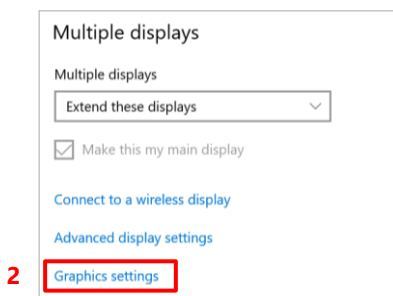 Multiple displays
Multiple displays
Extend these displays
Make this my main display
Connect to a wireless display
Advanced display settings
2 Graphics settings